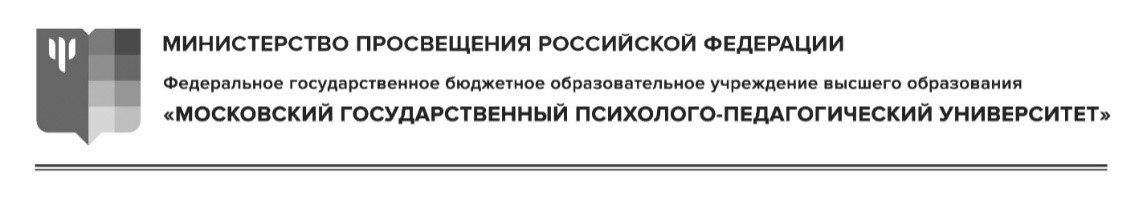 МИНИСТЕРСТВО ПРОСВЕЩЕНИЯ РОССИЙСКОЙ ФЕДЕРАЦИИ
Федеральное государственное бюджетное образовательное учреждение высшего образования
«МОСКОВСКИЙ ГОСУДАРСТВЕННЫЙ ПСИХОЛОГО-ПЕДАГОГИЧЕСКИЙ УНИВЕРСИТЕТ»